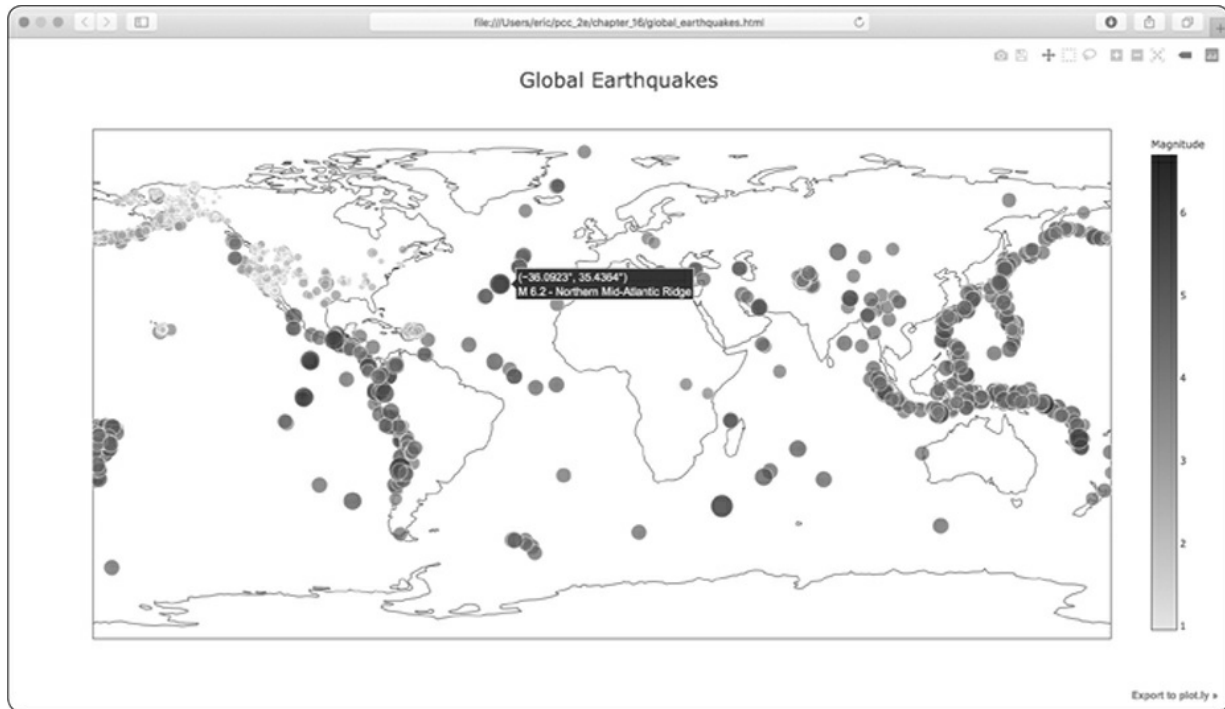 file:///Users/eric/pcc_2e/chapter_16/global_earthquakes.html
Global Earthquakes
Magnitude
6
(−36.0923°, 35.4364°)
M 6.2 - Northern Mid-Atlantic Ridge
5
4
3
2
1
Export to plot.ly »